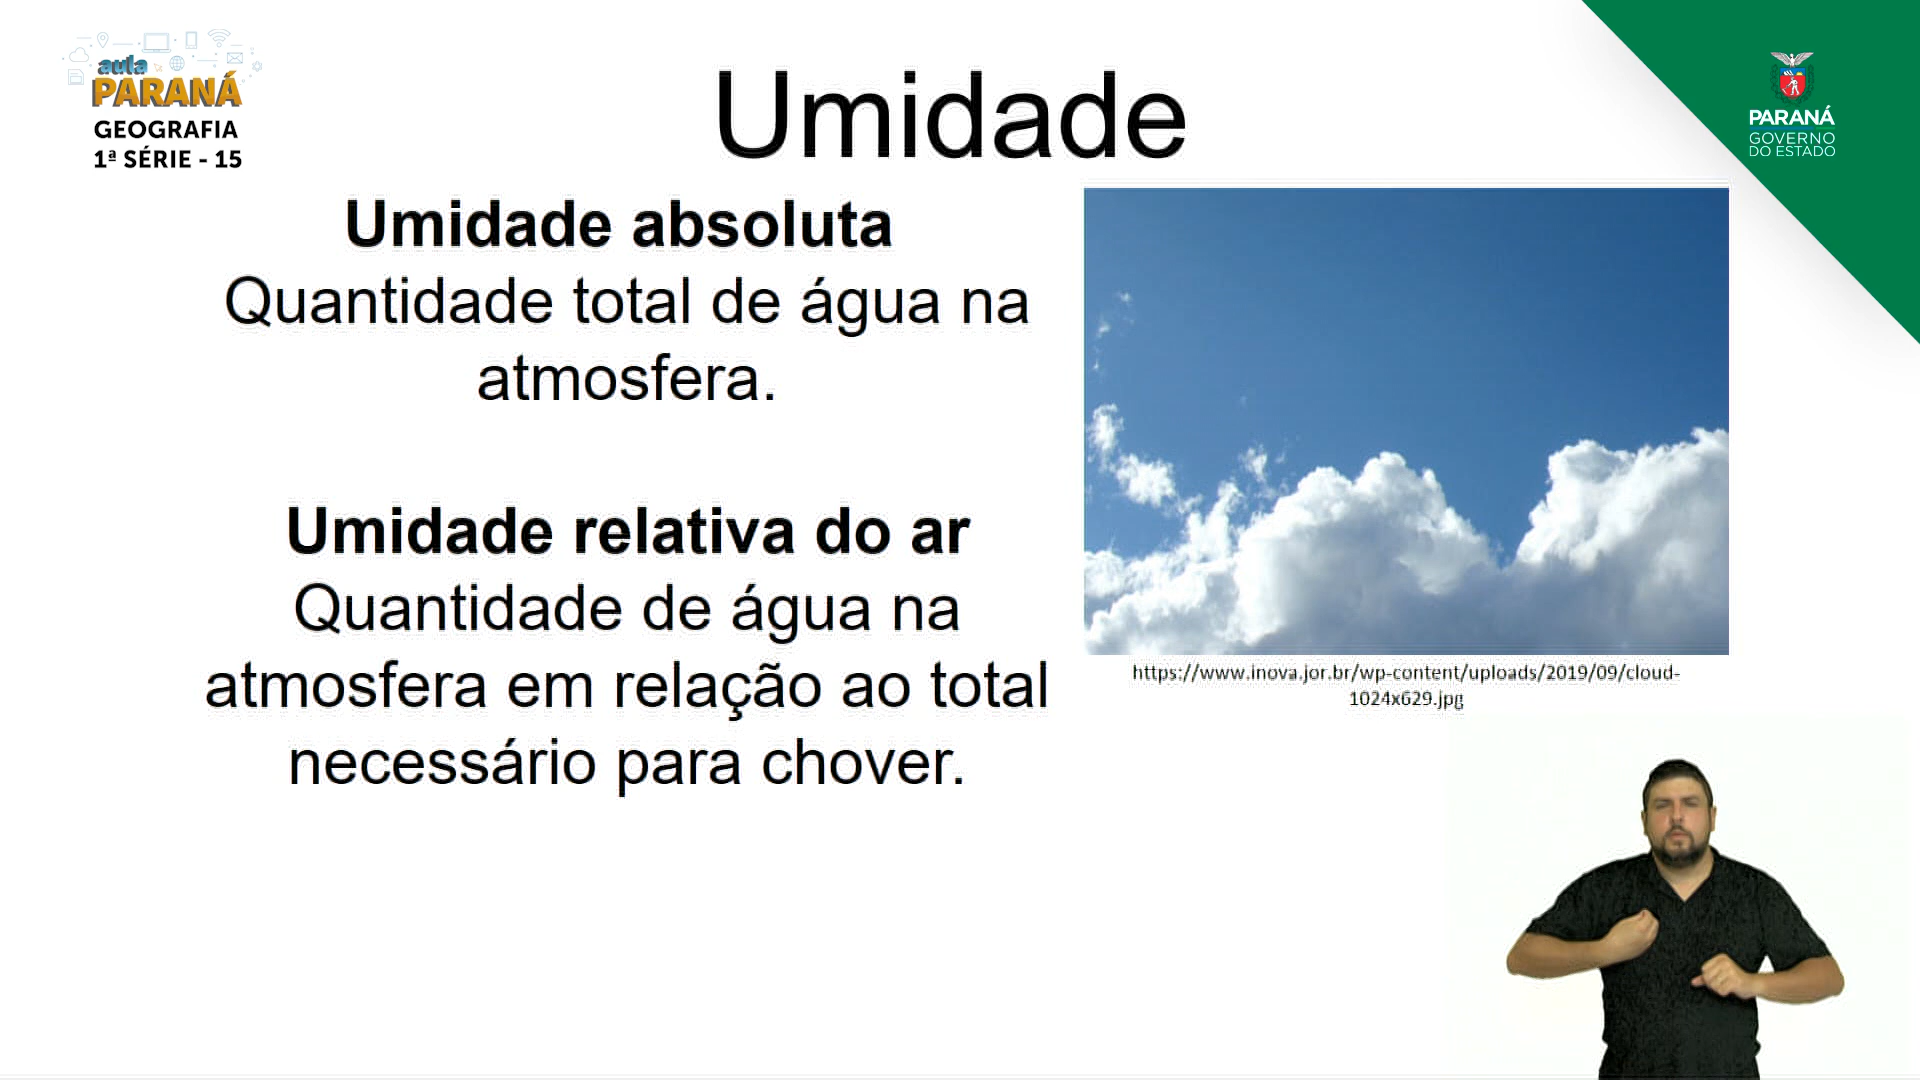 aula
PARANÁ
GEOGRAFIA
1ª SÉRIE - 15
Umidade
PARANÁ
GOVERNO
DO ESTADO
Umidade absoluta
Quantidade total de água na
atmosfera.
Umidade relativa do ar
Quantidade de água na
atmosfera em relação ao total
necessário para chover.
https://www.inova.jor.br/wp-content/uploads/2019/09/cloud-
1024x629.jpg